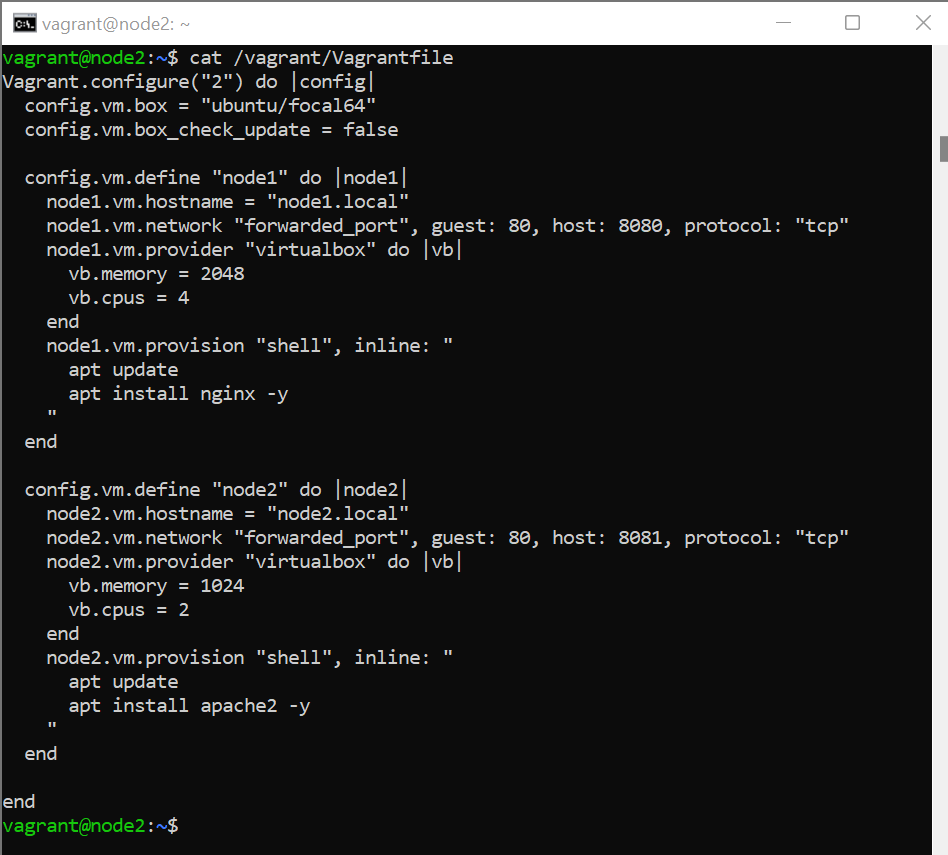 vagrant@node2: ~
vagrant@node2:~$ cat /vagrant/Vagrantfile
Vagrant.configure("2") do |config|
  config.vm.box = "ubuntu/focal64"
  config.vm.box_check_update = false

  config.vm.define "node1" do |node1|
    node1.vm.hostname = "node1.local"
    node1.vm.network "forwarded_port", guest: 80, host: 8080, protocol: "tcp"
    node1.vm.provider "virtualbox" do |vb|
      vb.memory = 2048
      vb.cpus = 4
    end
    node1.vm.provision "shell", inline: "
      apt update
      apt install nginx -y
    "
  end

  config.vm.define "node2" do |node2|
    node2.vm.hostname = "node2.local"
    node2.vm.network "forwarded_port", guest: 80, host: 8081, protocol: "tcp"
    node2.vm.provider "virtualbox" do |vb|
      vb.memory = 1024
      vb.cpus = 2
    end
    node2.vm.provision "shell", inline: "
      apt update
      apt install apache2 -y
    "
  end

end
vagrant@node2:~$